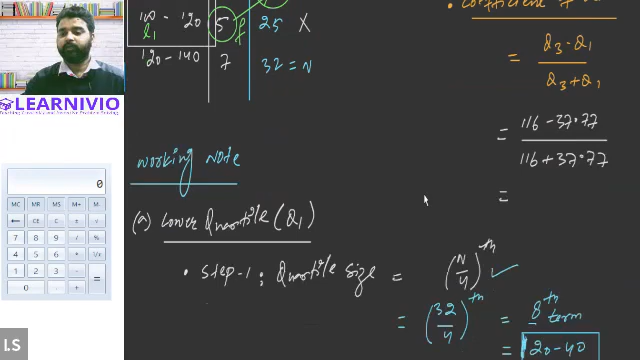 100 - 120 5 25 X
l1 f
120 - 140 7 32 = N
Coefficient
= Q3 - Q1
Q3 + Q1
= 116 - 37.77
116 + 37.77
=
LEARNIVIO
0
MC MR MS M+ M-
← CE C ± √
7 8 9 / %
4 5 6 * 1/x
1 2 3 - =
0 . +
Working Note
(a) Lower Quartile (Q1)
• Step-1 : Quartile Size = (N/4)th ✓
= (32/4)th = 8th term
= 20-40
I.S